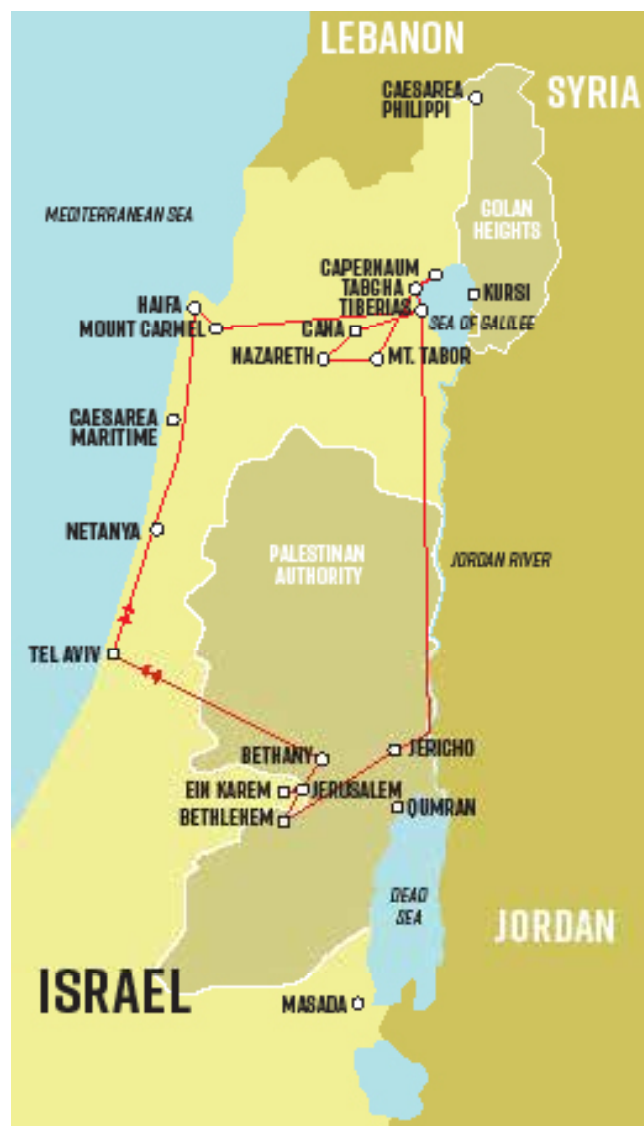 LEBANON
CAESAREA
PHILIPPI
SYRIA
MEDITERRANEAN SEA
GOLAN
HEIGHTS
CAPERNAUM
TABGHA
KURSI
HAIFA
TIBERIAS
MOUNT CARMEL
CANA
SEA OF GALILEE
NAZARETH
MT. TABOR
CAESAREA
MARITIME
NETANYA
PALESTINAN
AUTHORITY
JORDAN RIVER
TEL AVIV
BETHANY
JERICHO
EIN KAREM
JERUSALEM
BETHLEHEM
QUMRAN
DEAD
SEA
JORDAN
ISRAEL
MASADA